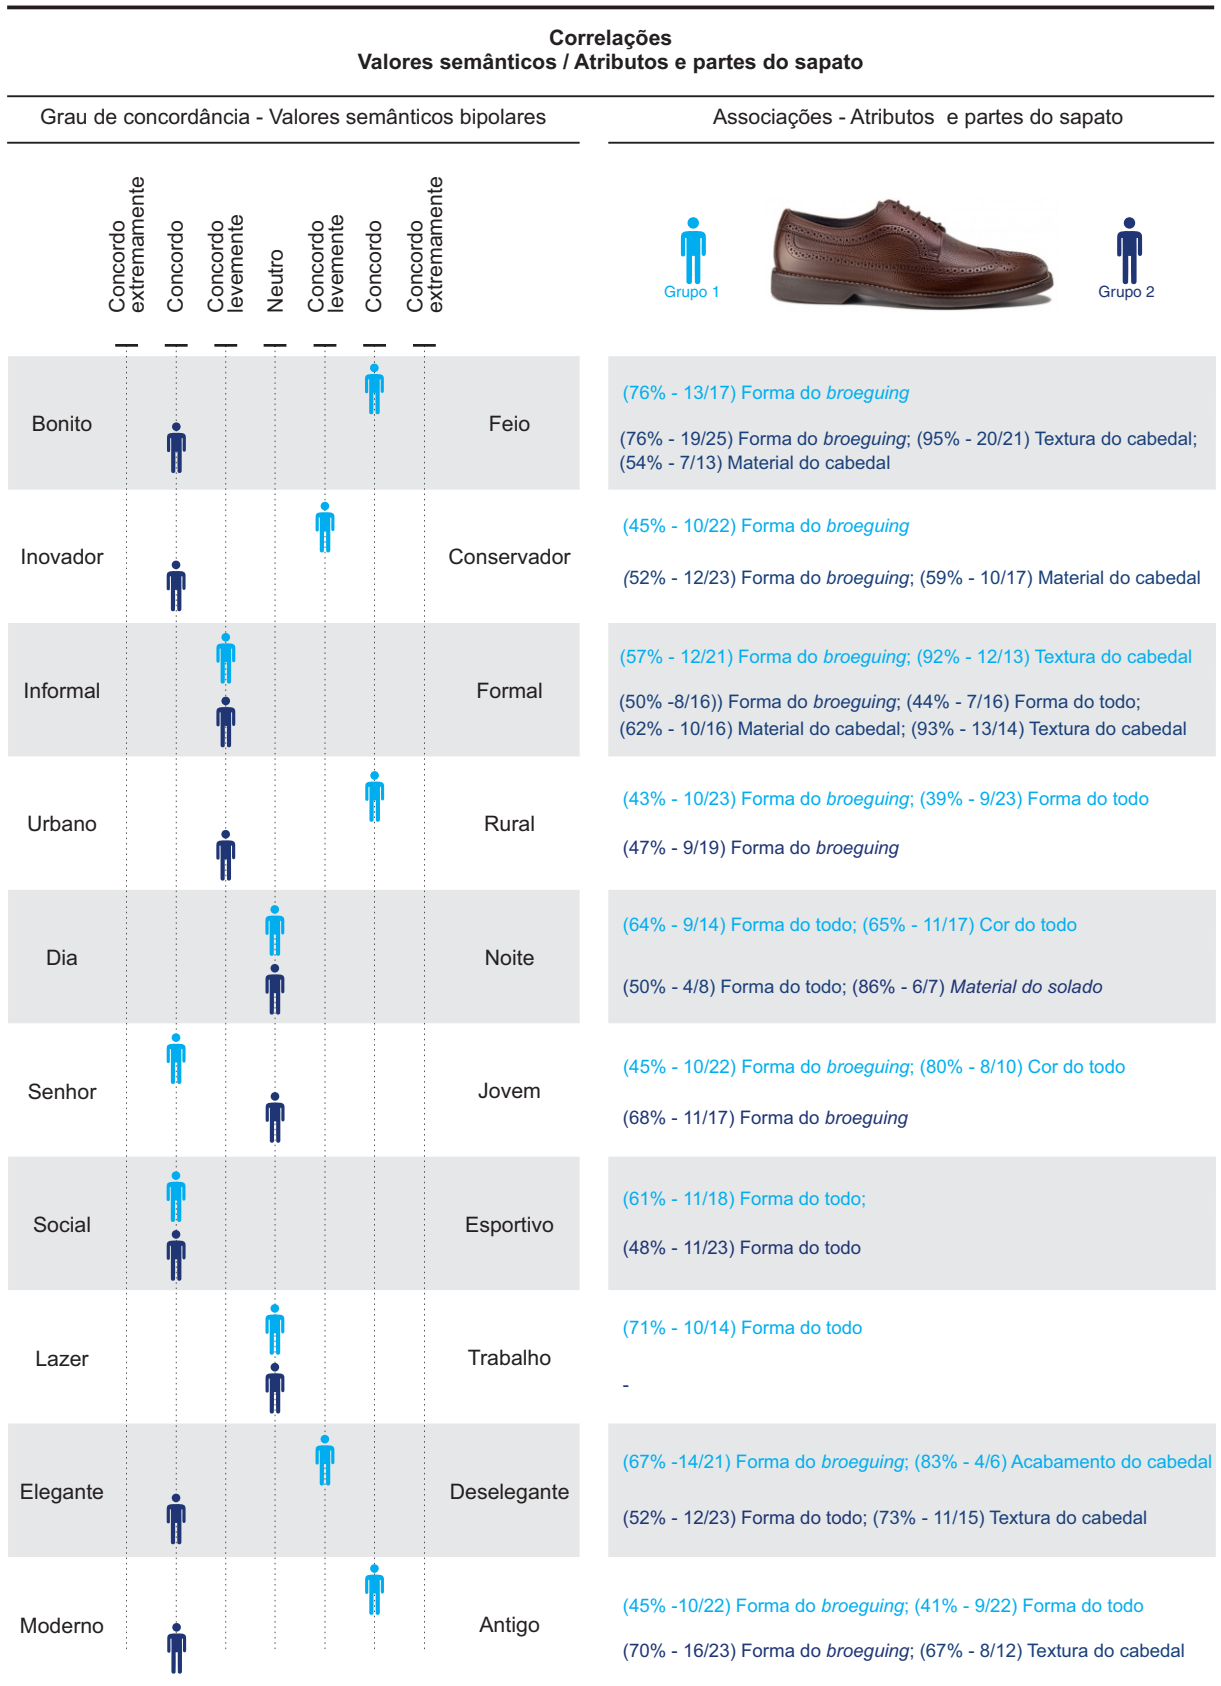 Correlações
Valores semânticos / Atributos e partes do sapato
Grau de concordância - Valores semânticos bipolares
Associações - Atributos e partes do sapato
Concordo
extremamente
Concordo
Concordo
levemente
Neutro
Concordo
levemente
Concordo
Concordo
extremamente
Grupo 1
Grupo 2
Bonito
Feio
(76% - 13/17) Forma do broeguing
(76% - 19/25) Forma do broeguing; (95% - 20/21) Textura do cabedal;
(54% - 7/13) Material do cabedal
Inovador
Conservador
(45% - 10/22) Forma do broeguing
(52% - 12/23) Forma do broeguing; (59% - 10/17) Material do cabedal
Informal
Formal
(57% - 12/21) Forma do broeguing; (92% - 12/13) Textura do cabedal
(50% -8/16)) Forma do broeguing; (44% - 7/16) Forma do todo;
(62% - 10/16) Material do cabedal; (93% - 13/14) Textura do cabedal
Urbano
Rural
(43% - 10/23) Forma do broeguing; (39% - 9/23) Forma do todo
(47% - 9/19) Forma do broeguing
Dia
Noite
(64% - 9/14) Forma do todo; (65% - 11/17) Cor do todo
(50% - 4/8) Forma do todo; (86% - 6/7) Material do solado
Senhor
Jovem
(45% - 10/22) Forma do broeguing; (80% - 8/10) Cor do todo
(68% - 11/17) Forma do broeguing
Social
Esportivo
(61% - 11/18) Forma do todo;
(48% - 11/23) Forma do todo
Lazer
Trabalho
(71% - 10/14) Forma do todo
-
Elegante
Deselegante
(67% -14/21) Forma do broeguing; (83% - 4/6) Acabamento do cabedal
(52% - 12/23) Forma do todo; (73% - 11/15) Textura do cabedal
Moderno
Antigo
(45% -10/22) Forma do broeguing; (41% - 9/22) Forma do todo
(70% - 16/23) Forma do broeguing; (67% - 8/12) Textura do cabedal